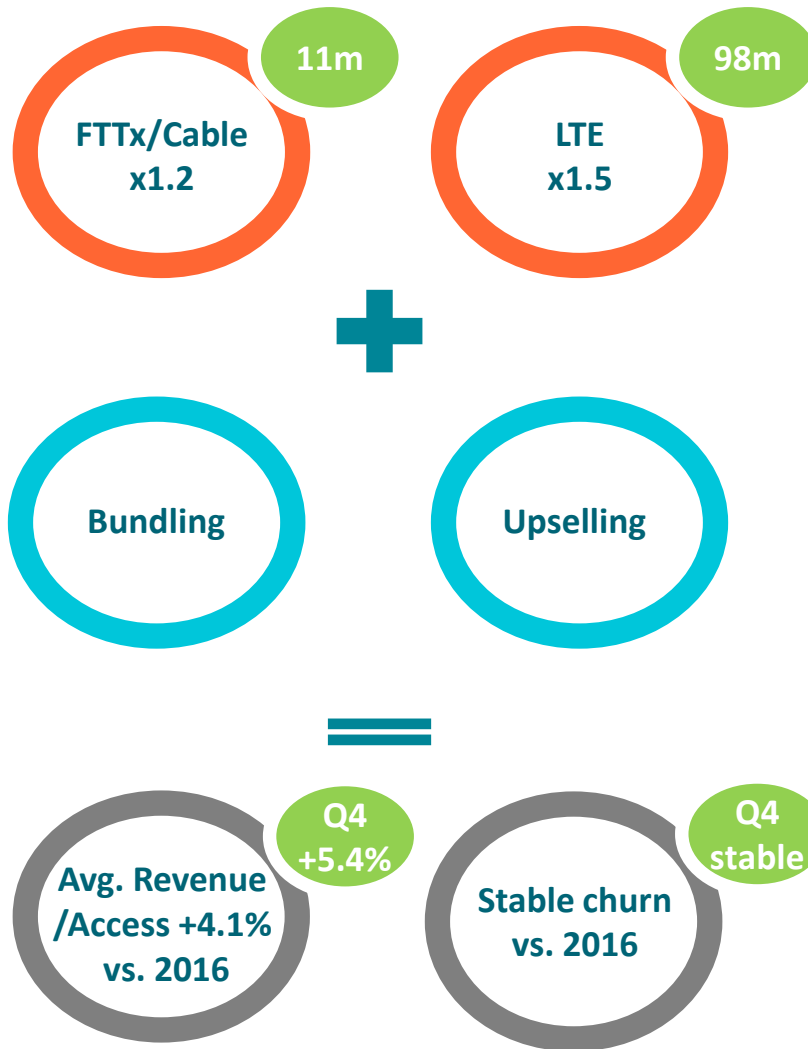 11m
FTTx/Cable
x1.2
98m
LTE
x1.5
Bundling
Upselling
Q4
+5.4%
Avg. Revenue
/Access +4.1%
vs. 2016
Q4
stable
Stable churn
vs. 2016